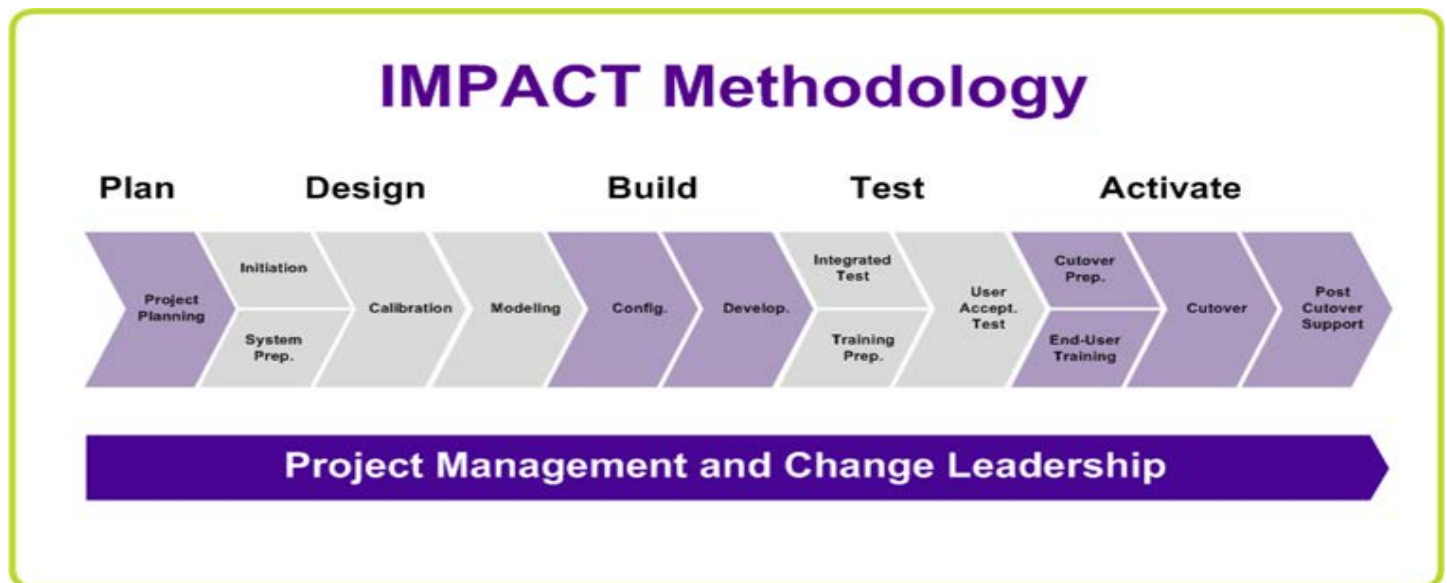 IMPACT Methodology
Plan
Design
Build
Test
Activate
Project
Planning
Initiation
System
Prep.
Calibration
Modeling
Config.
Develop.
Integrated
Test
Training
Prep.
User
Accept.
Test
Cutover
Prep.
End-User
Training
Cutover
Post
Cutover
Support
Project Management and Change Leadership